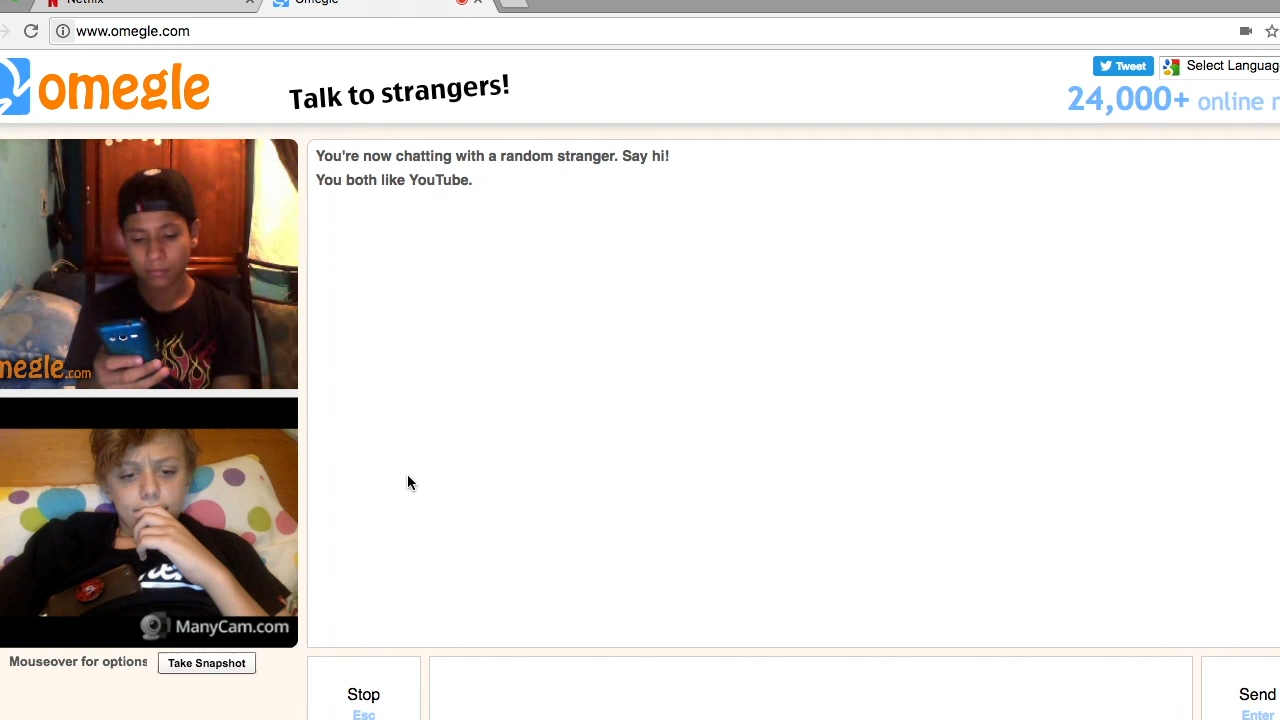 Netflix
Omegle
www.omegle.com
omegle
Talk to strangers!
Tweet
Select Languag
24,000+ online n
You're now chatting with a random stranger. Say hi!
You both like YouTube.
megle.com
ManyCam.com
Mouseover for options
Take Snapshot
Stop
Esc
Send
Enter